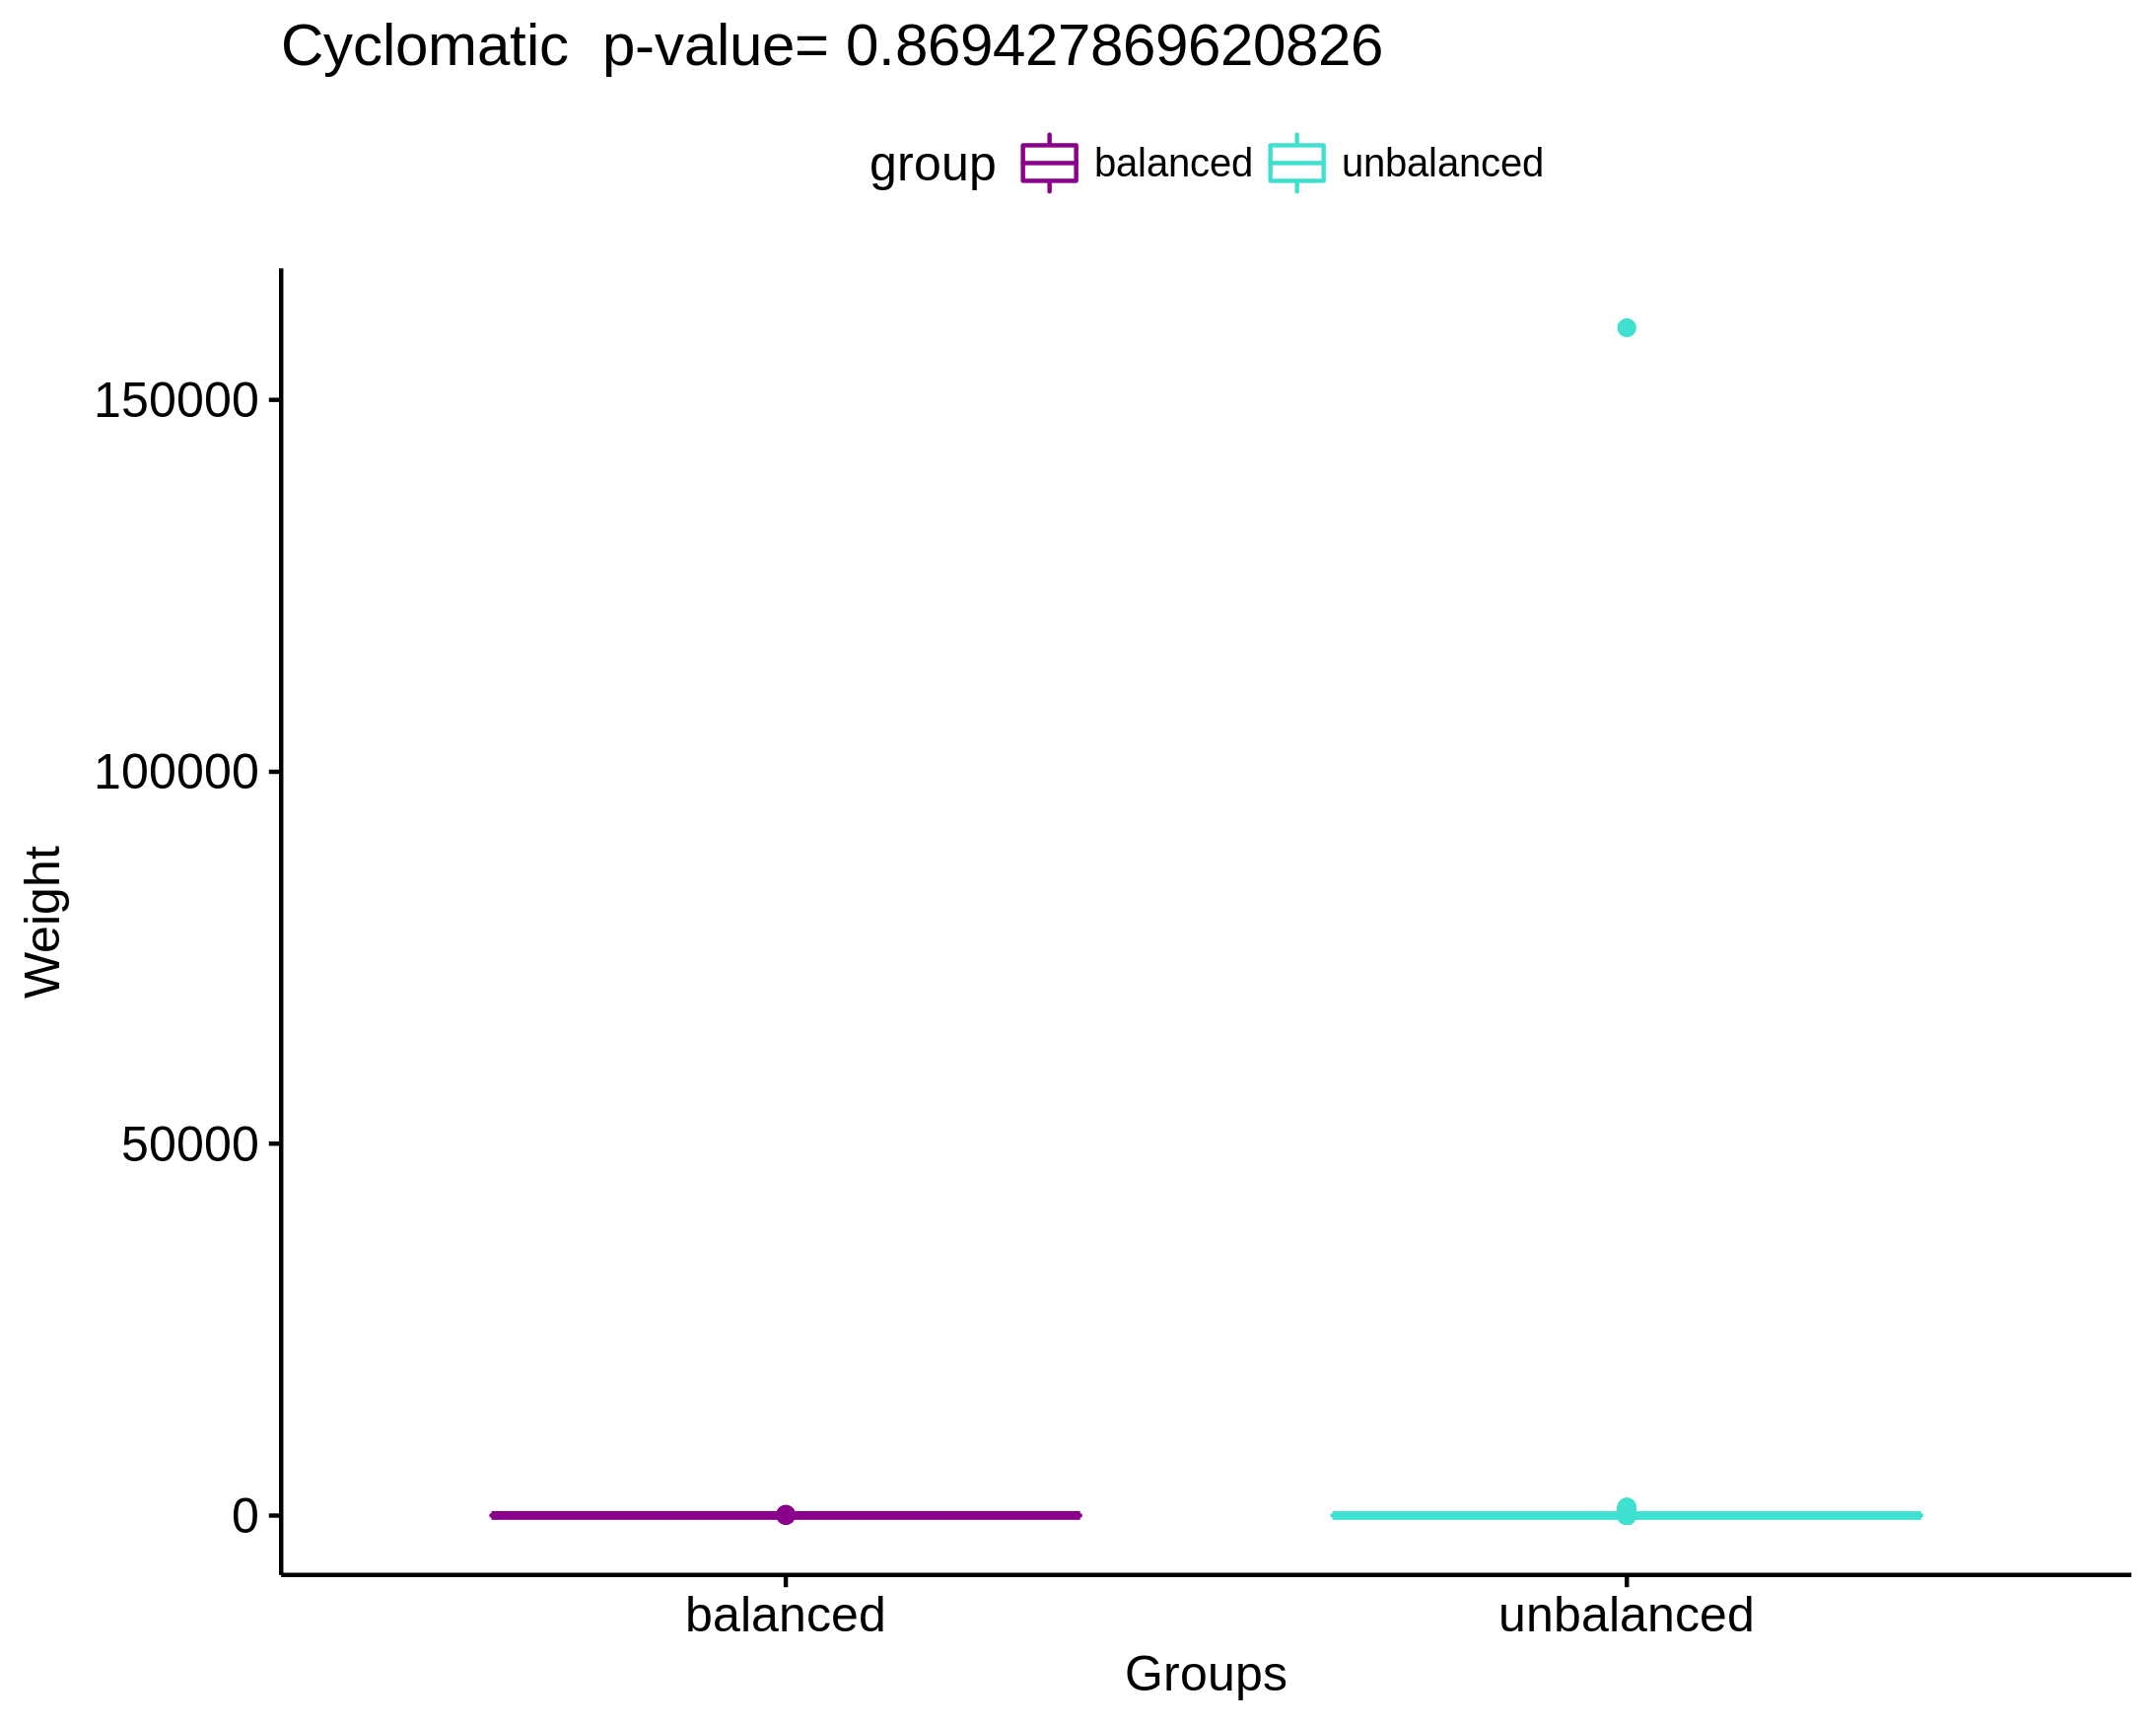 Cyclomatic  p-value= 0.869427869620826
group balanced unbalanced
150000
100000
50000
0
Weight
balanced unbalanced
Groups